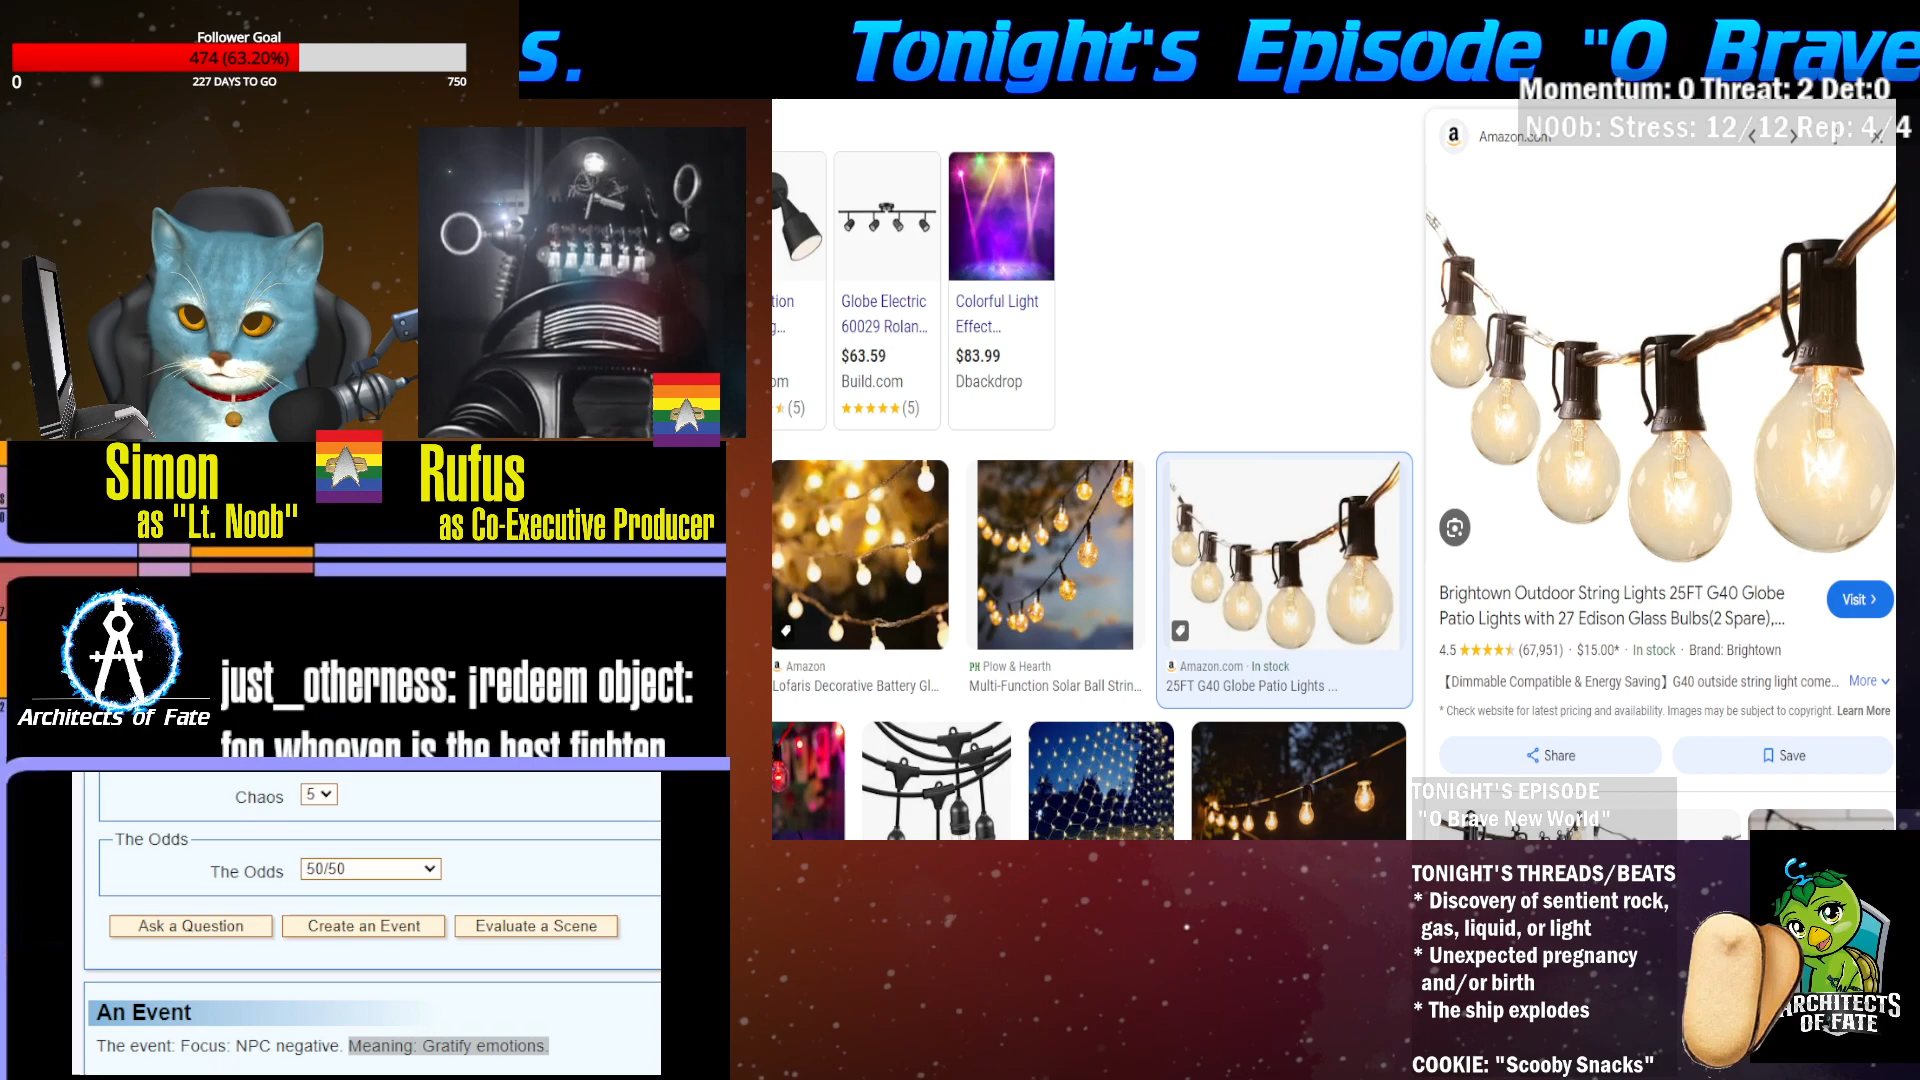 Follower Goal
474 (63.20%)
0
227 DAYS TO GO
750
s.
Tonight's Episode "O Brave
Momentum: 0 Threat: 2 Det:0
N00b: Stress: 12/12 Rep: 4/4
Amazon.com
tion
g...
om
(5)
Globe Electric
60029 Rolan...
$63.59
Build.com
(5)
Colorful Light
Effect...
$83.99
Dbackdrop
Simon
as "Lt. Noob"
Rufus
as Co-Executive Producer
Amazon
Lofaris Decorative Battery Gl...
PH Plow & Hearth
Multi-Function Solar Ball Strin...
Amazon.com · In stock
25FT G40 Globe Patio Lights ...
Brightown Outdoor String Lights 25FT G40 Globe
Patio Lights with 27 Edison Glass Bulbs(2 Spare),...
Visit
4.5 (67,951) · $15.00* · In stock · Brand: Brightown
【Dimmable Compatible & Energy Saving】G40 outside string light come...
More
* Check website for latest pricing and availability. Images may be subject to copyright. Learn More
Share
Save
Architects of Fate
just_otherness: ¡redeem object:
for whoever is the best fighter
Chaos
5
The Odds
The Odds
50/50
Ask a Question
Create an Event
Evaluate a Scene
An Event
The event: Focus: NPC negative. Meaning: Gratify emotions.
TONIGHT'S EPISODE
"O Brave New World"
TONIGHT'S THREADS/BEATS
* Discovery of sentient rock,
gas, liquid, or light
* Unexpected pregnancy
and/or birth
* The ship explodes
COOKIE: "Scooby Snacks"
ARCHITECTS
OF FATE